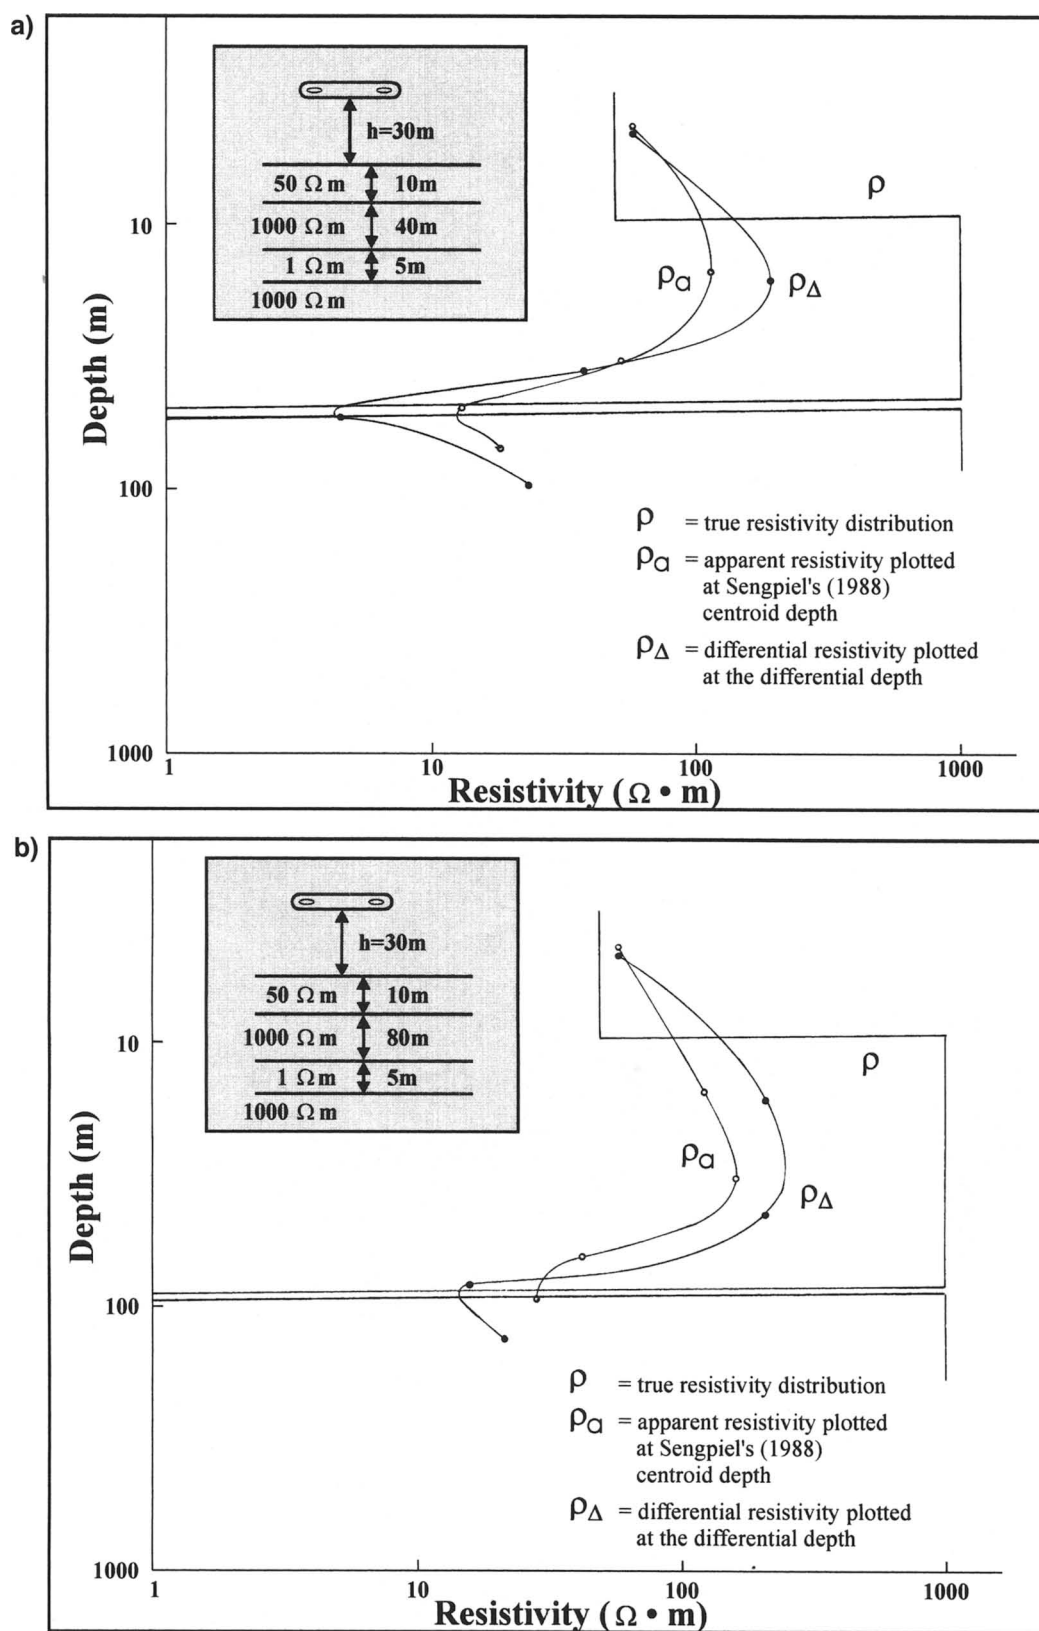 a)
h=30m
50 Ω m 10m
1000 Ω m 40m
1 Ω m 5m
1000 Ω m
ρ
ρa
ρΔ
10
100
1000
Depth (m)
ρ = true resistivity distribution
ρa = apparent resistivity plotted
at Sengpiel's (1988)
centroid depth
ρΔ = differential resistivity plotted
at the differential depth
1 10 100 1000
Resistivity (Ω • m)
b)
h=30m
50 Ω m 10m
1000 Ω m 80m
1 Ω m 5m
1000 Ω m
ρ
ρa
ρΔ
10
100
1000
Depth (m)
ρ = true resistivity distribution
ρa = apparent resistivity plotted
at Sengpiel's (1988)
centroid depth
ρΔ = differential resistivity plotted
at the differential depth
1 10 100 1000
Resistivity (Ω • m)